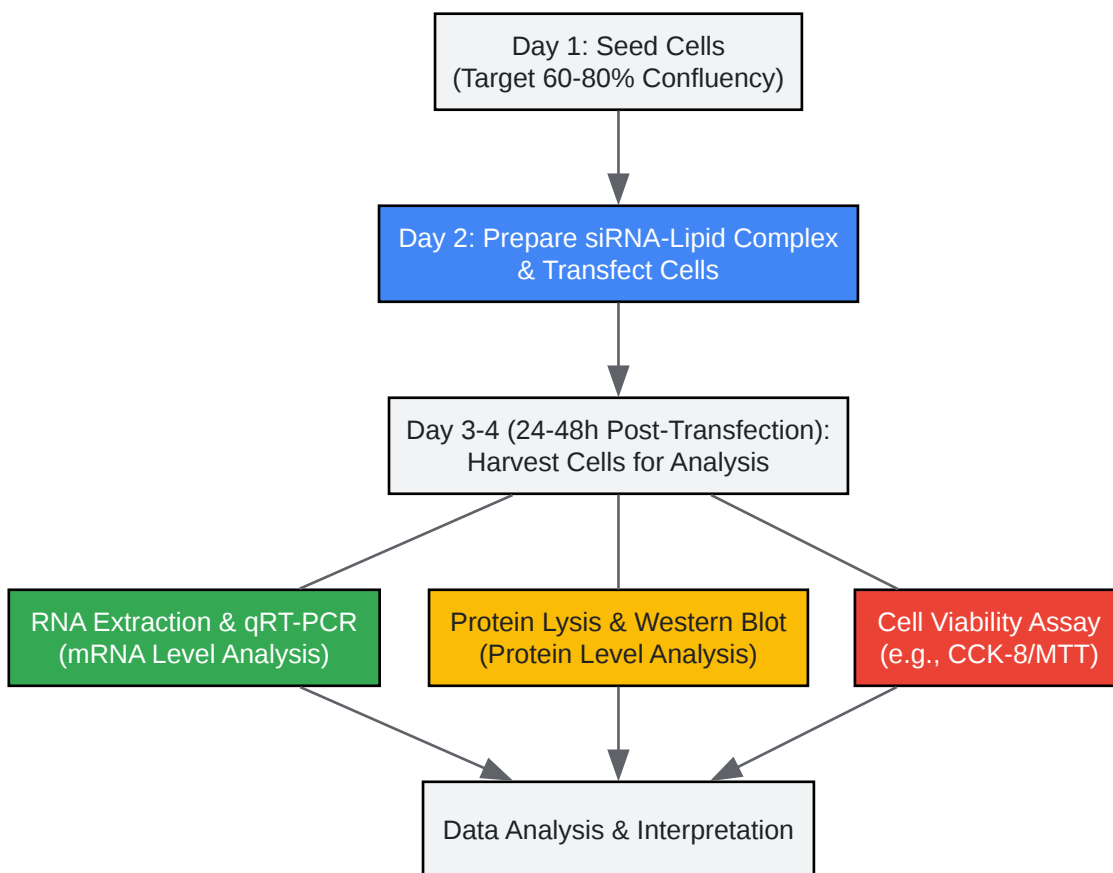 Day 1: Seed Cells
(Target 60-80% Confluency)
Day 2: Prepare siRNA-Lipid Complex
& Transfect Cells
Day 3-4 (24-48h Post-Transfection):
Harvest Cells for Analysis
RNA Extraction & qRT-PCR
(mRNA Level Analysis)
Protein Lysis & Western Blot
(Protein Level Analysis)
Cell Viability Assay
(e.g., CCK-8/MTT)
Data Analysis & Interpretation